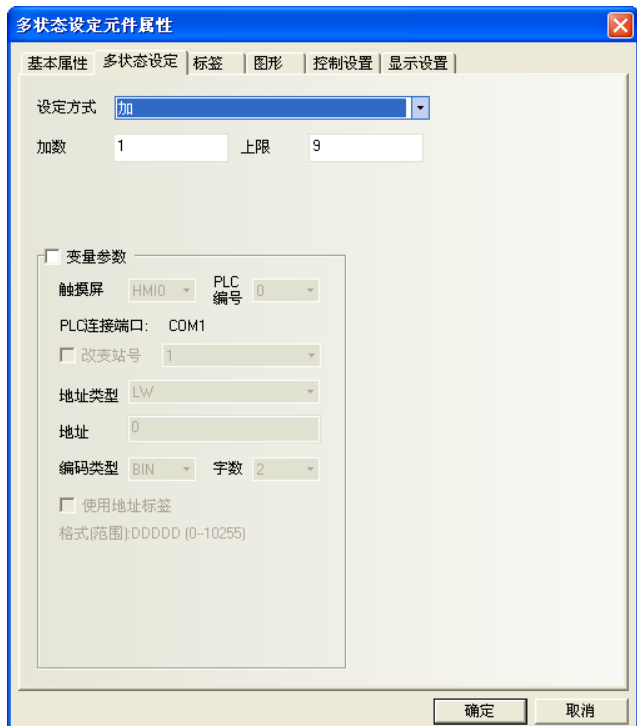 多状态设定元件属性
基本属性 多状态设定 标签 图形 控制设置 显示设置
设定方式 加
加数 1 上限 9
变量参数
触摸屏 HMI0 PLC编号 0
PLC连接端口: COM1
改变站号 1
地址类型 LW
地址 0
编码类型 BIN 字数 2
使用地址标签
格式(范围):DDDDD (0--10255)
确定 取消